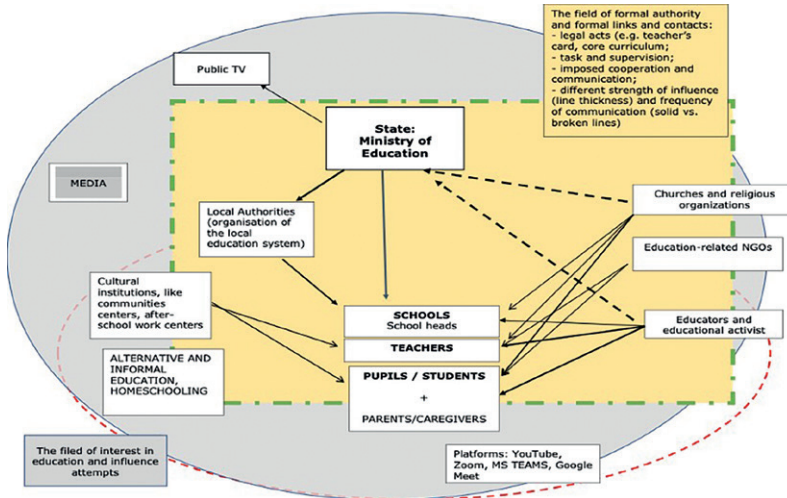 The field of formal authority
and formal links and contacts:
- legal acts (e.g. teacher's
card, core curriculum;
- task and supervision;
- imposed cooperation and
communication;
- different strength of influence
(line thickness) and frequency
of communication (solid vs.
broken lines)
Public TV
State:
Ministry of
Education
MEDIA
Churches and religious
organizations
Local Authorities
(organisation of
the local
education system)
Education-related NGOs
Cultural
institutions, like
communities
centers, after-
school work centers
SCHOOLS
School heads
Educators and
educational activist
TEACHERS
ALTERNATIVE AND
INFORMAL
EDUCATION,
HOMESCHOOLING
PUPILS / STUDENTS
+
PARENTS/CAREGIVERS
The filed of interest in
education and influence
attempts
Platforms: YouTube,
Zoom, MS TEAMS, Google
Meet